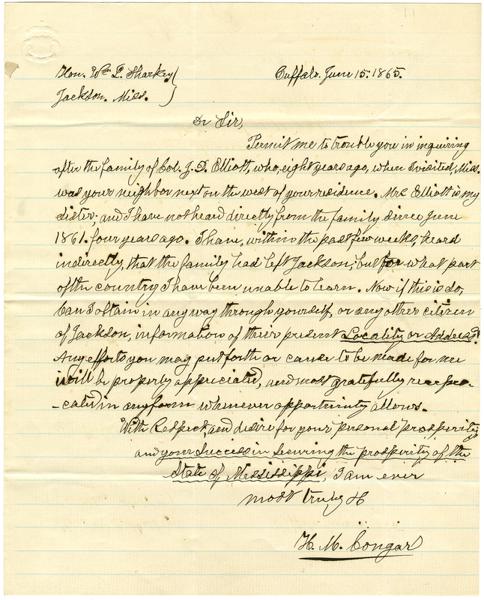 Hon. Wm L. Sharkey
Jackson. Miss.
Buffalo. June 15. 1865.
Dr Sir,
Permit me to trouble you in inquiring
after the family of Col. J. D. Elliott, who, eight years ago, when I visited, Miss.
was your neighbor next on the west of your residence. Mrs Elliott is my
sister, and I have not heard directly from the family since June
1861. four years ago. I have, within the past few weeks, heard
indirectly, that the family had left Jackson, but for what part
of the country I have been unable to learn. Now if this is so,
can I obtain in any way through yourself, or any other citizen
of Jackson, information of their present Locality or Address?
Any efforts you may put forth or cause to be made for me
will be properly appreciated, and most gratefully recipro-
-cated in any form whenever opportunity allows.
With Respect, and desire for your personal prosperity
and your success in securing the prosperity of the
State of Mississippi, I am ever
most truly &
H. M. Congar